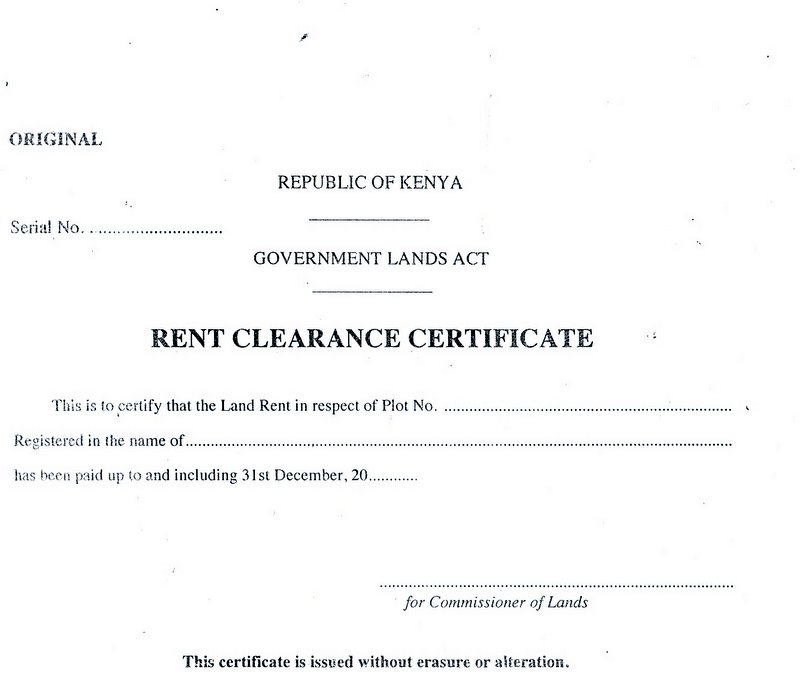 ORIGINAL
REPUBLIC OF KENYA
Serial No. ............................
GOVERNMENT LANDS ACT
RENT CLEARANCE CERTIFICATE
This is to certify that the Land Rent in respect of Plot No. ..........................................................................
Registered in the name of..........................................................................................................................................
has been paid up to and including 31st December, 20............
..........................................................................................
for Commissioner of Lands
This certificate is issued without erasure or alteration.